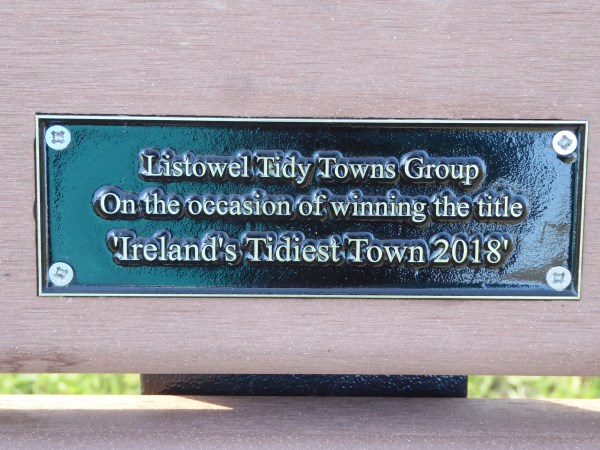 Listowel Tidy Towns Group
On the occasion of winning the title
'Ireland's Tidiest Town 2018'